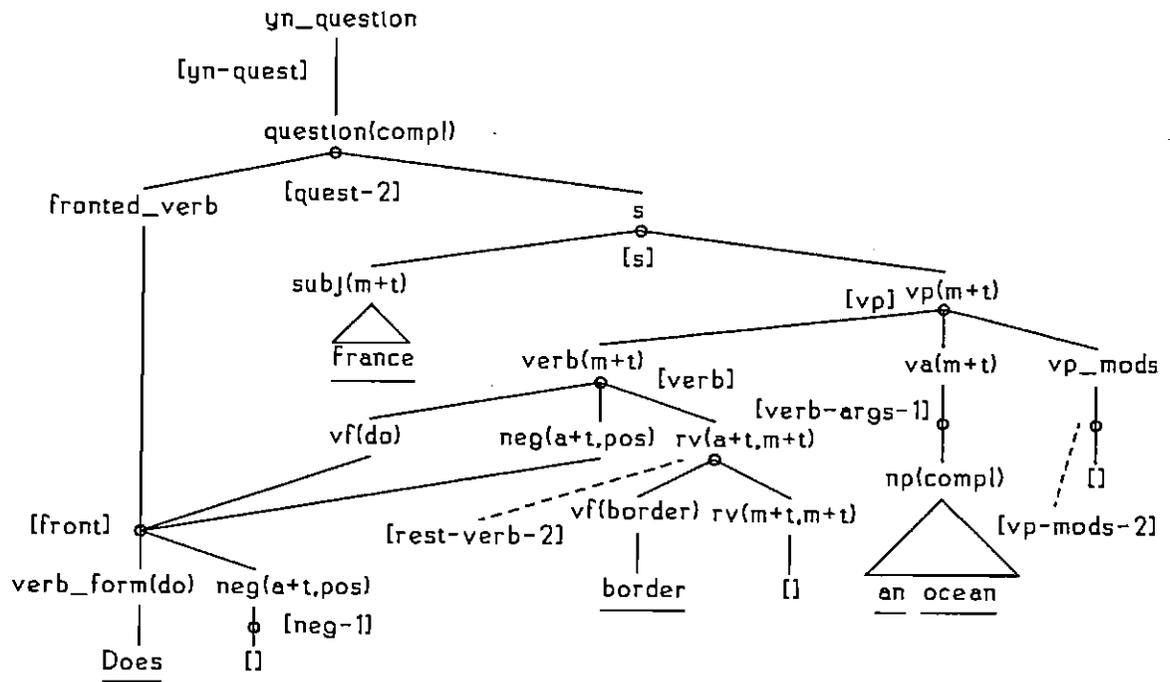 yn_question
[yn-quest]
question(compl)
fronted_verb [quest-2] s
[s]
subj(m+t) [vp] vp(m+t)
France verb(m+t) va(m+t) vp_mods
[verb]
[verb-args-1]
vf(do) neg(a+t,pos) rv(a+t,m+t)
np(compl) []
[front] [rest-verb-2] vf(border) rv(m+t,m+t) [vp-mods-2]
verb_form(do) neg(a+t,pos) border [] an ocean
[neg-1]
Does []